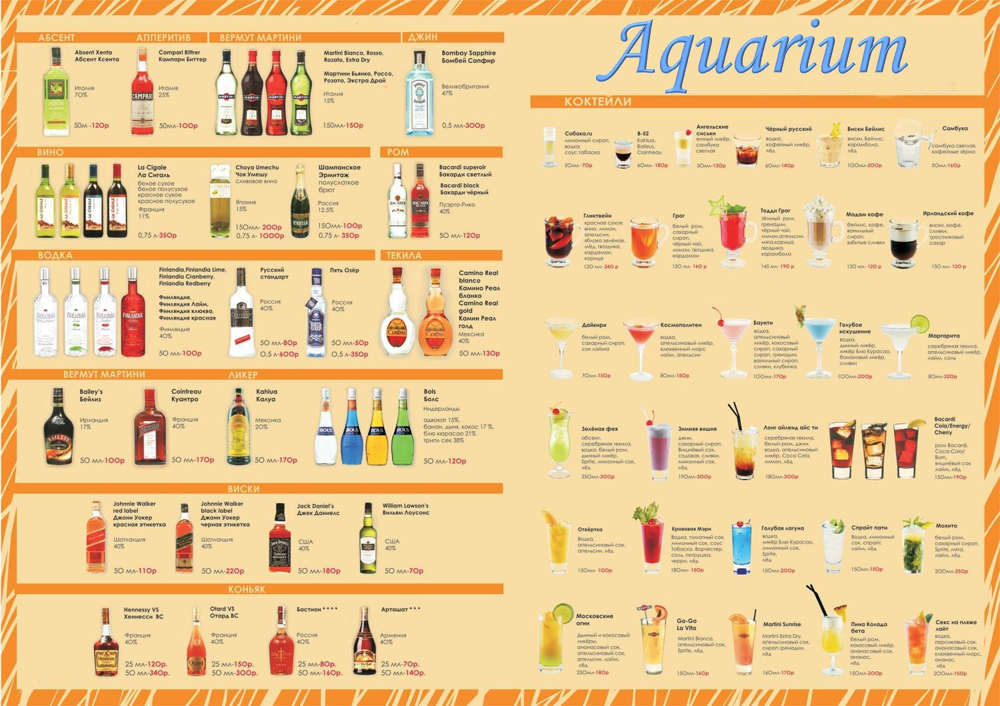 Aquarium
АБСЕНТ
АППЕРИТИВ
ВЕРМУТ МАРТИНИ
ДЖИН
Absent Xenta
Абсент Ксента
Италия
70%
50м -120р
Campari Bittrer
Кампари Биттер
Италия
25%
50мл-100р
Martini Bianco, Rosso,
Rozato, Extra Dry
Мартини Бьянко, Россо,
Розато, Экстра Драй
Италия
15%
150мл-150р
Bombay Sapphire
Бомбей Сапфир
Великобритания
47%
0,5 мл-300р
ВИНО
РОМ
La Cigale
Ла Сигаль
белое сухое
белое полусухое
красное сухое
красное полусухое
Франция
11%
0,75 л-350р
Choya Umechu
Чоя Умешу
сливовое вино
Япония
15%
150мл- 200р
0,75 л- 1000р
Шампанское
Эрмитаж
полуслаткое
брют
Россия
12,5%
150мл-100р
0,75 л- 350р
Bacardi superoir
Бакарди светлый
Bacardi black
Бакарди чёрный
Пуэрто-Рико
40%
50 мл-120р
ВОДКА
ТЕКИЛА
Finlandia,Finlandia Lime,
Finlandia Cranberry,
Finlandia Redberry
Финляндия,
Финляндия Лайм,
Финляндия клюква,
Финляндия красная
Финляндия
40%
50 мл-100р
Русский
стандарт
Россия
40%
50 мл-80р
0,5 л-600р
Пять Озёр
Россия
40%
50 мл-50р
0,5 л-350р
Camino Real
blanco
Камино Реал
бланко
Camino Real
gold
Камин Реал
голд
Мексика
40%
50 мл-130р
ВЕРМУТ МАРТИНИ
ЛИКЕР
Bailey's
Бейлиз
Ирландия
17%
50 мл-100р
Cointreau
Куантро
Франция
40%
50 мл-170р
Kahlua
Калуа
Мексика
20%
50 мл-170р
Bols
Болс
Нидерланды
адвокат 15%,
банан, дыня, кокос 17 %,
блю кюрасао 21%
трипл сек 38%
50 мл-120р
ВИСКИ
Johnnie Walker
red label
Джони Уокер
красная этикетка
Шотландия
40%
50 мл-110р
Johnnie Walker
black label
Джони Уокер
черная этикетка
Шотландия
40%
50 мл-220р
Jack Daniel's
Джек Даниелс
США
40%
50 мл-180р
William Lawson's
Вильям Лоусонс
США
40%
50 мл-70р
КОНЬЯК
Hennessy VS
Хеннесси ВС
Франция
40%
25 мл-120р.
50 мл-340р.
Otard VS
Отард ВС
Франция
40%
25 мл-150р.
50 мл-300р.
Бастион ****
Россия
40%
25 мл-80р.
50 мл-160р.
Арташат ***
Армения
40%
25 мл-70р.
50 мл-140р.
КОКТЕЙЛИ
Собака.ru
лимонный сироп,
водка,
соус табаско
50мл- 70р
В-52
Kahlua,
Baileus,
Cointreau
60мл- 180р
Ангельские
сиськи
яичный ликёр,
самбука
светлая
50мл-130р
Чёрный русский
водка,
кофейный ликёр,
лёд
60мл-140р
Виски Бейлис
виски, Бейлис,
карамбола,
лёд
100мл-200р
Самбука
самбука светлая,
кофейные зёрна
50мл-160р
Глинтвейн
красное сухое
вино, лимон,
апельсин,
яблоко зелёное,
мёд, гвоздика,
кардамон,
корица
120 мл- 240 р
Грог
белый ром,
сахарный
сироп,
чёрный чай,
лимон, гвоздика,
кардамон
130 мл- 160 р
Тодди Грог
тёмный ром,
гренадин,
чёрный чай,
лимон,апельсин,
мята,корица,
гвоздика,
карамбола
145 мл- 190 р
Мадам кофе
бейлис, кофе,
ванильный
сироп,
взбитые сливки
130 мл- 120 р
Ирландский кофе
виски, кофе,
сливки,
тростниковый
сахар
150 мл- 120 р
Дайкири
белый ром,
сахарный сироп,
сок лайма
70мл-150р
Космополитен
водка,
апельсиновый ликёр,
клюквенный морс
лайм, апельсин
80мл-150р
Баунти
водка,
апельсиновый
ликёр, кокосовый
сироп, сахарный
сироп, гренадин,
ванильный сироп,
сливки, клубника
100мл-170р
Голубое
искушение
водка,
дынный ликёр,
ликёр Блю Курасао,
банановый ликёр,
сливки
100мл-200р
Маргарита
серебряная текила,
апельсиновый ликёр,
лайм, соль
80мл-220р
Зелёная фея
абсент,
серебряная текила,
водка, белый ром,
дынный ликёр,
Sprite, лимонный сок,
лёд
250мл-300р
Зимняя вишня
джин,
сахарный сироп,
Вишнёвый сок,
содовая, сливки,
лимонный сок,
лёд
190мл-300р
Лонг айленд айс ти
серебряная текила,
белый ром, джин,
водка, апельсиновый
ликёр, Coca Cola,
лимон, лёд
180мл-300р
Bacardi
Cola/Energy/
Cherry
ром Bacardi,
Coca-Cola/
Burn,
вишнёвый сок
лайм, лёд
150мл-190р
Отвёртка
Водка,
апельсиновый сок,
апельсин, лёд
150мл- 100р
Кровавая Мэри
Водка, томатный сок,
лимонный сок, соус
Тобаско, Ворчестер,
соль, петрушка,
черри, лёд
180мл- 150р
Голубая лагуна
водка,
ликёр Блю Курасао,
лимонный сок,
Sprite,
лёд
150мл-200р
Спрайт пати
Водка, лимонный
сок, спрайт,
лайм, лёд
150мл-150р
Мохито
белый ром,
сахарный сироп,
Sprite, мята,
лайм, лёд
200мл-250р
Московские
огни
Дынный и кокосовый
ликёры,
ананасовый сок,
апельсиновый сок,
апельсин, лайм,
лёд
250мл-180р
Go-Go
La Vita
Martini Bianco,
апельсиновый сок,
Sprite, лёд
150мл-160р
Martini Sunrise
Martini Extra Dry,
апельсиновый сок,
сироп гренадин,
лёд
160мл-170р
Пина Колада
бета
белый ром,
кокосовый ликёр,
ананасовый сок,
ананас,
лёд
150мл-200р
Секс на пляже
лайт
водка,
персиковый сок,
ананасовый сок,
клюквенный морс,
ананас,
лёд
200мл-150р